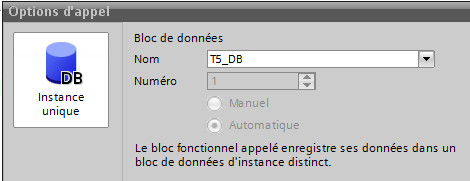 Options d'appel
Bloc de données
Nom T5_DB
Numéro 1
Manuel
Automatique
DB
Instance
unique
Le bloc fonctionnel appelé enregistre ses données dans un
bloc de données d'instance distinct.